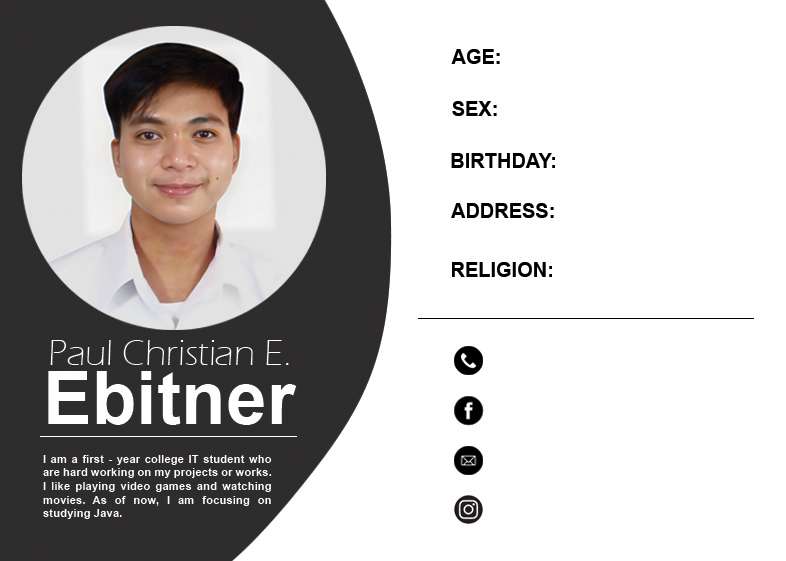 Paul Christian E.
Ebitner
I am a first - year college IT student who
are hard working on my projects or works.
I like playing video games and watching
movies. As of now, I am focusing on
studying Java.
AGE:
SEX:
BIRTHDAY:
ADDRESS:
RELIGION: